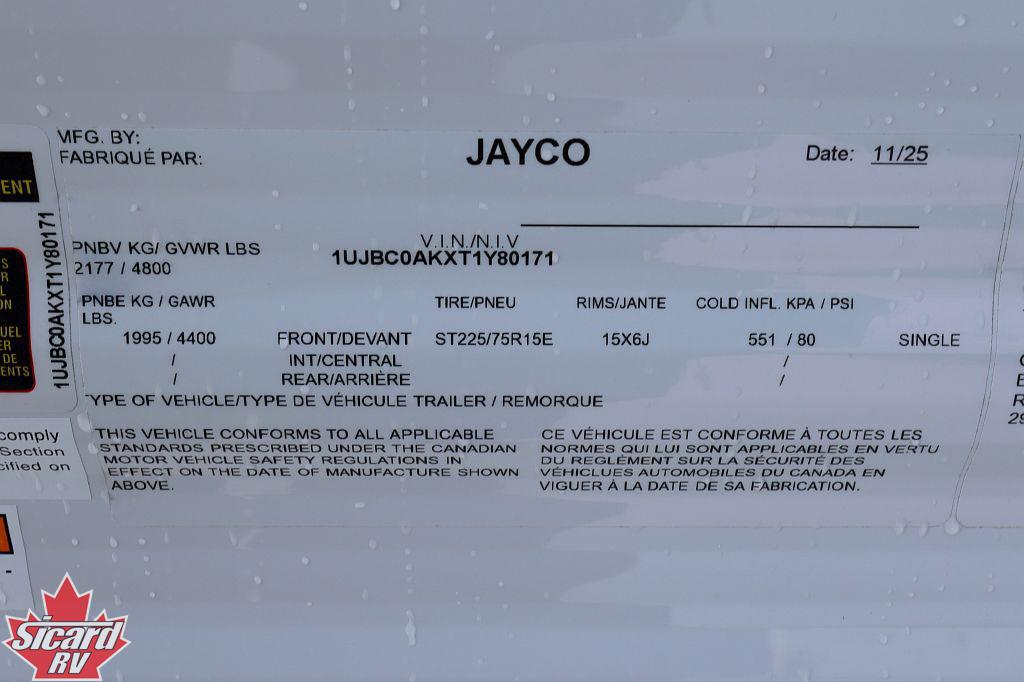 MFG. BY:
FABRIQUÉ PAR:
JAYCO
Date: 11/25
V.I.N./N.I.V
PNBV KG/ GVWR LBS
1UJBC0AKXT1Y80171
2177 / 4800
PNBE KG / GAWR LBS.
TIRE/PNEU RIMS/JANTE COLD INFL. KPA / PSI
1995 / 4400 FRONT/DEVANT ST225/75R15E 15X6J 551 / 80 SINGLE
/ INT/CENTRAL /
/ REAR/ARRIÈRE /
TYPE OF VEHICLE/TYPE DE VÉHICULE TRAILER / REMORQUE
THIS VEHICLE CONFORMS TO ALL APPLICABLE
STANDARDS PRESCRIBED UNDER THE CANADIAN
MOTOR VEHICLE SAFETY REGULATIONS IN
EFFECT ON THE DATE OF MANUFACTURE SHOWN
ABOVE.
CE VÉHICULE EST CONFORME À TOUTES LES
NORMES QUI LUI SONT APPLICABLES EN VERTU
DU REGLÈMENT SUR LA SÉCURITÉ DES
VÉHICLUES AUTOMOBILES DU CANADA EN
VIGUER À LA DATE DE SA FABRICATION.
1UJBC0AKXT1Y80171
comply
Section
Sicard
RV